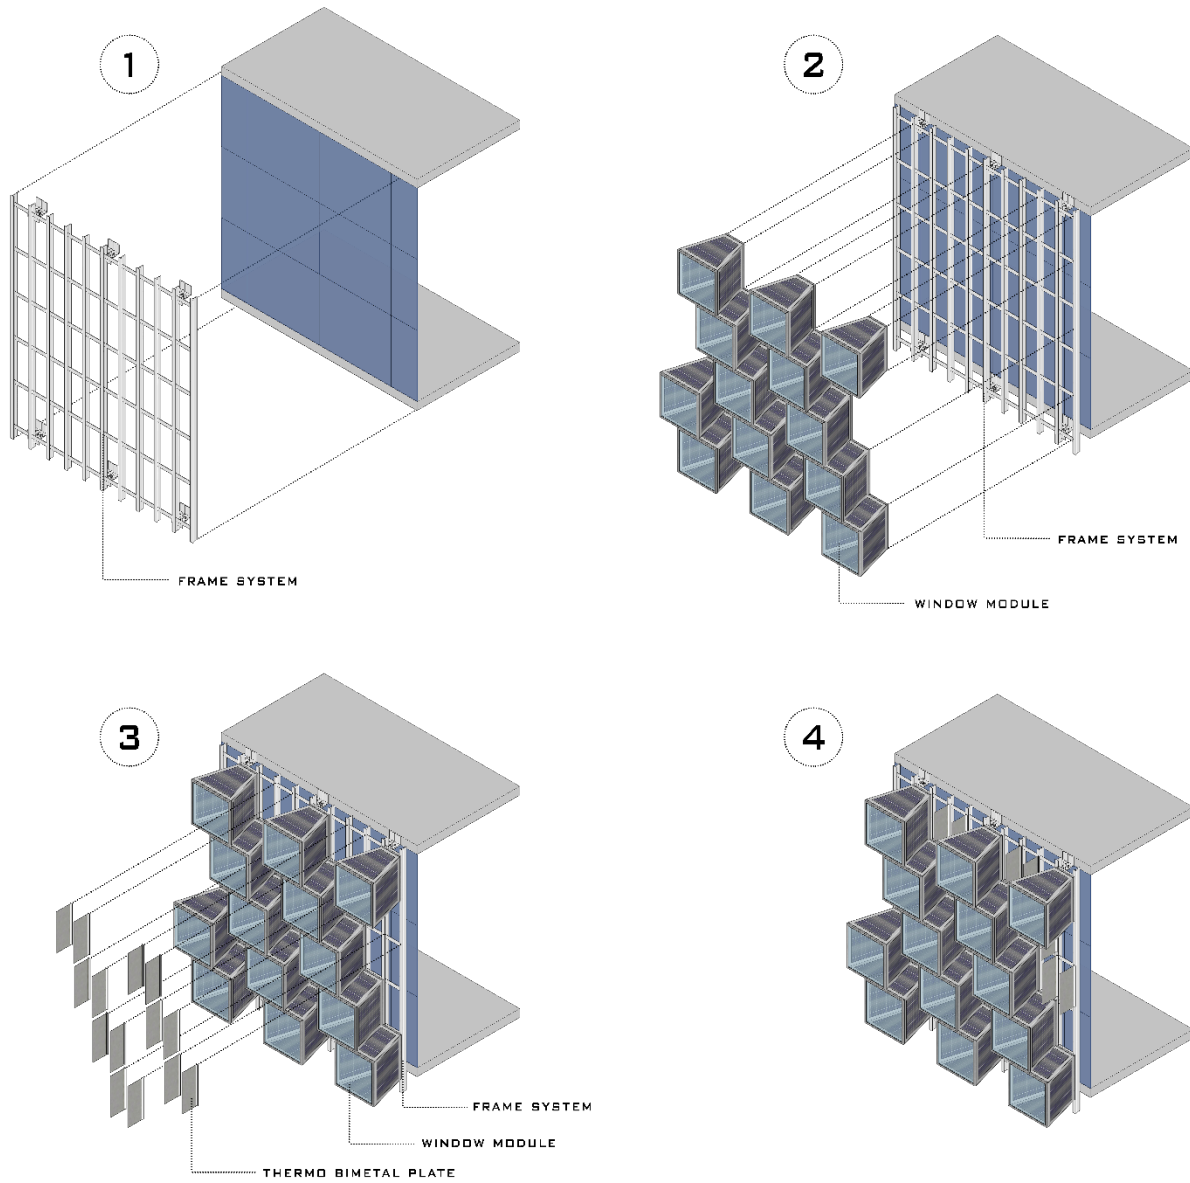 1
2
FRAME SYSTEM
FRAME SYSTEM
WINDOW MODULE
3
4
FRAME SYSTEM
WINDOW MODULE
THERMO BIMETAL PLATE